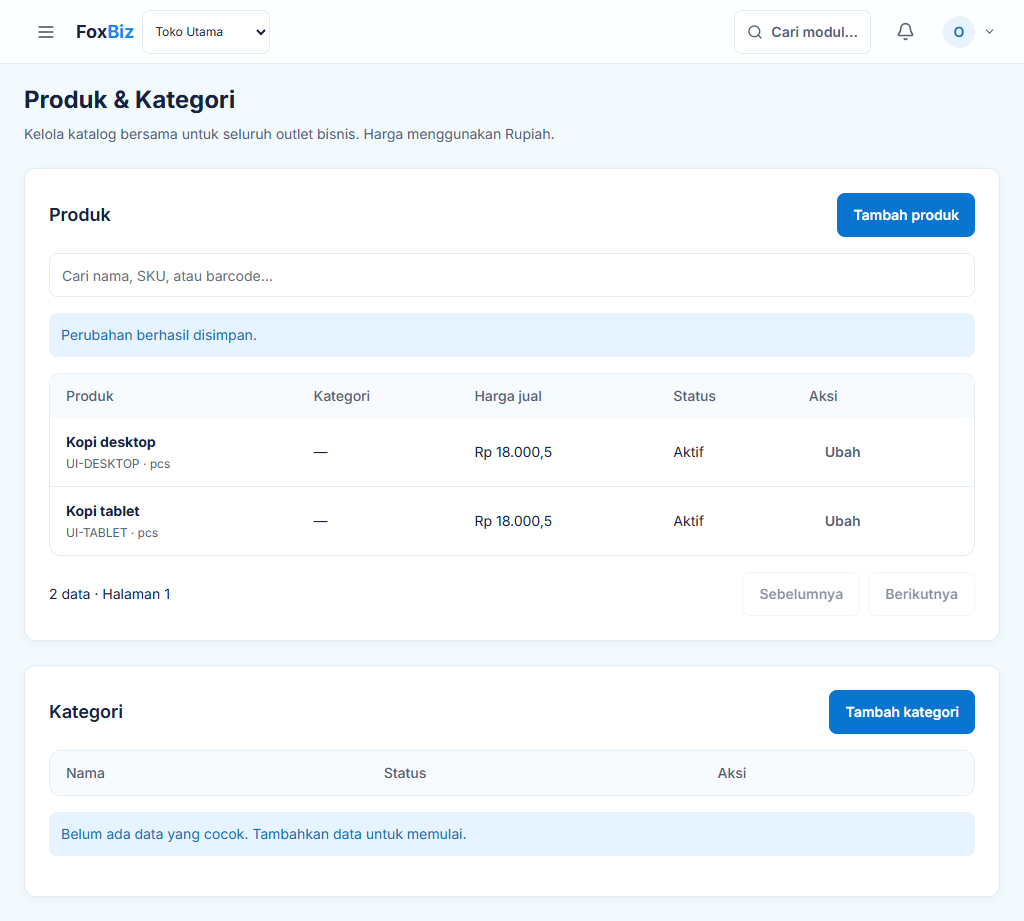 FoxBiz Toko Utama Cari modul... O
Produk & Kategori
Kelola katalog bersama untuk seluruh outlet bisnis. Harga menggunakan Rupiah.
Produk Tambah produk
Cari nama, SKU, atau barcode...
Perubahan berhasil disimpan.
Produk Kategori Harga jual Status Aksi
Kopi desktop — Rp 18.000,5 Aktif Ubah
UI-DESKTOP · pcs
Kopi tablet — Rp 18.000,5 Aktif Ubah
UI-TABLET · pcs
2 data · Halaman 1 Sebelumnya Berikutnya
Kategori Tambah kategori
Nama Status Aksi
Belum ada data yang cocok. Tambahkan data untuk memulai.